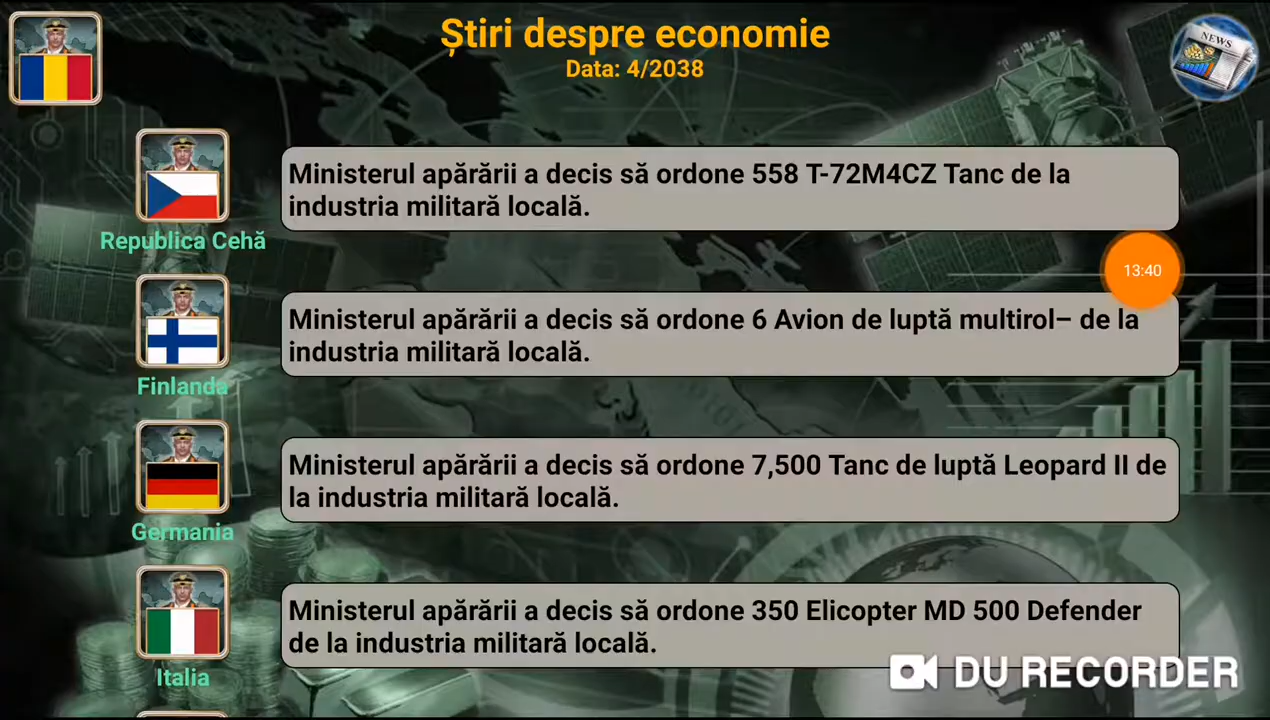 Știri despre economie
Data: 4/2038
NEWS
Ministerul apărării a decis să ordone 558 T-72M4CZ Tanc de la
industria militară locală.
Republica Cehă
13:40
Ministerul apărării a decis să ordone 6 Avion de luptă multirol– de la
industria militară locală.
Finlanda
Ministerul apărării a decis să ordone 7,500 Tanc de luptă Leopard II de
la industria militară locală.
Germania
Ministerul apărării a decis să ordone 350 Elicopter MD 500 Defender
de la industria militară locală.
Italia
DU RECORDER